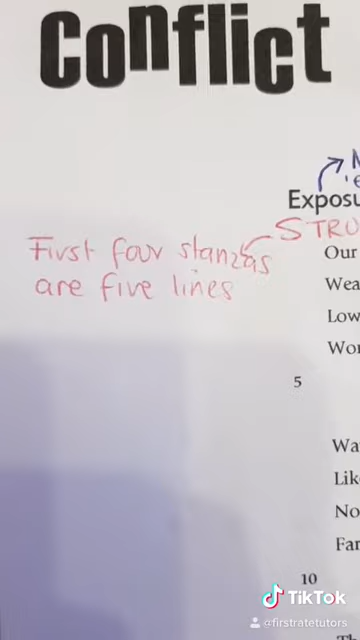 Conflict
Exposu
STRU
First four stanzas
are five lines
Our
Wea
Low
Wor
5
Wa
Lik
No
Far
10
TikTok
@firstratetutors